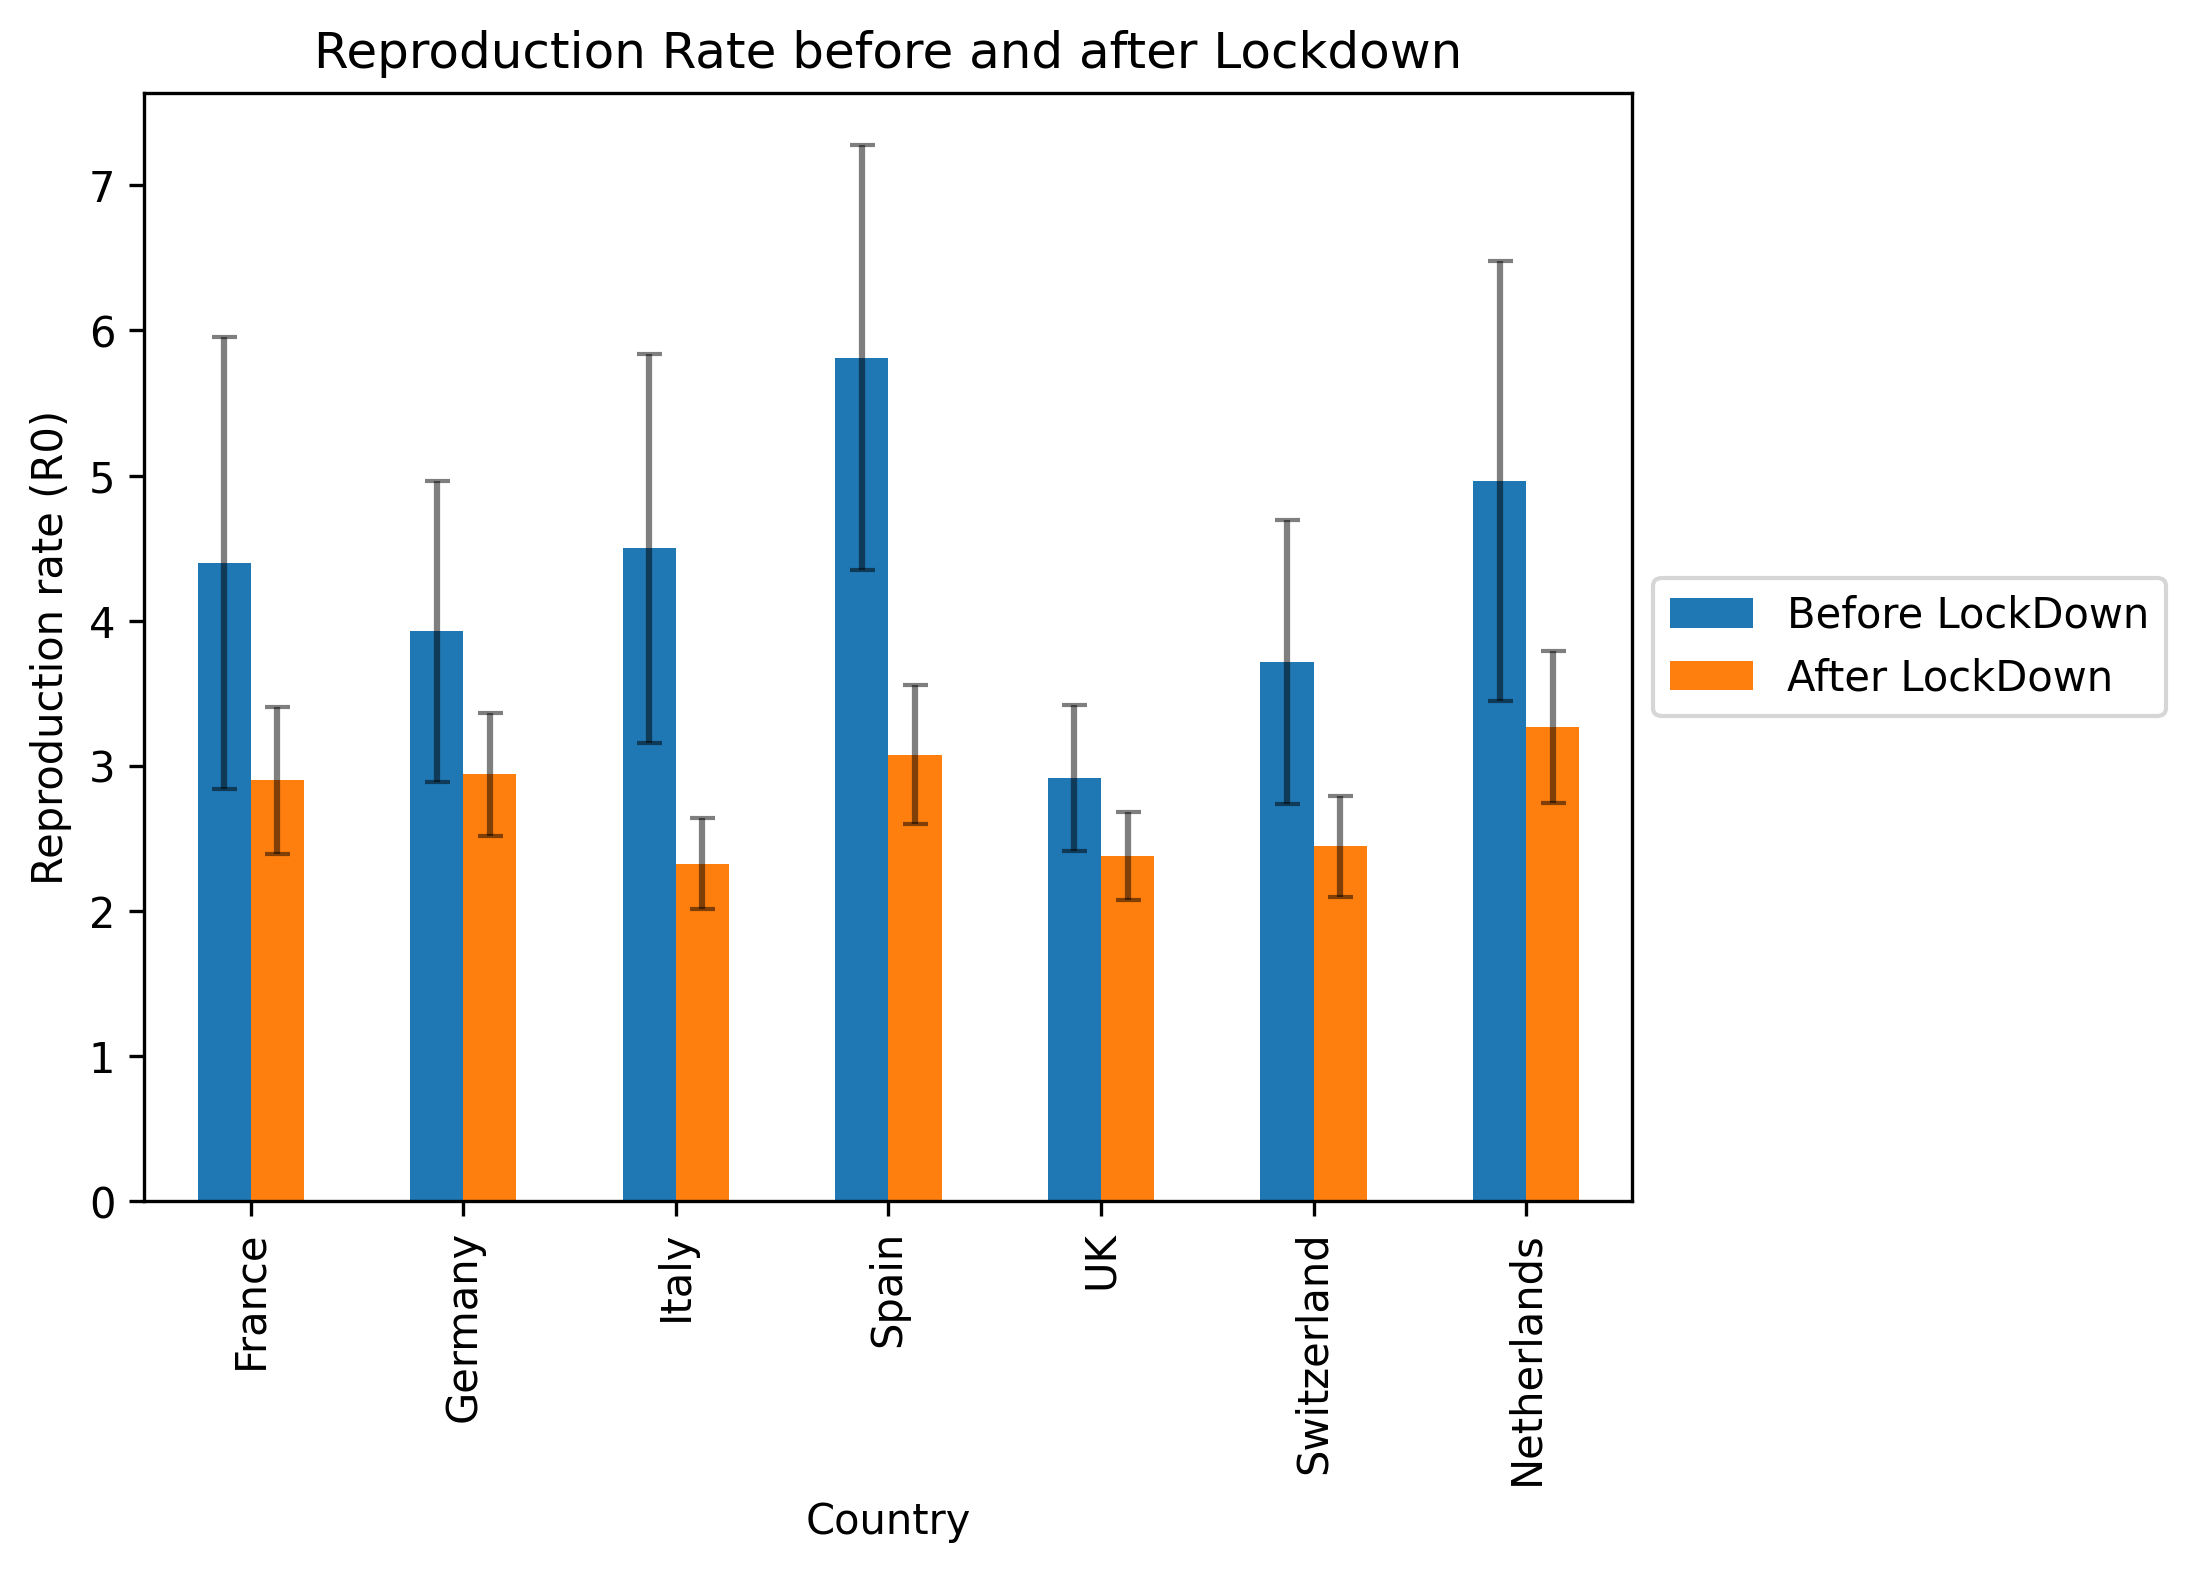 Reproduction Rate before and after Lockdown
Reproduction rate (R0)
7
6
5
4
3
2
1
0
France
Germany
Italy
Spain
UK
Switzerland
Netherlands
Country
Before LockDown
After LockDown